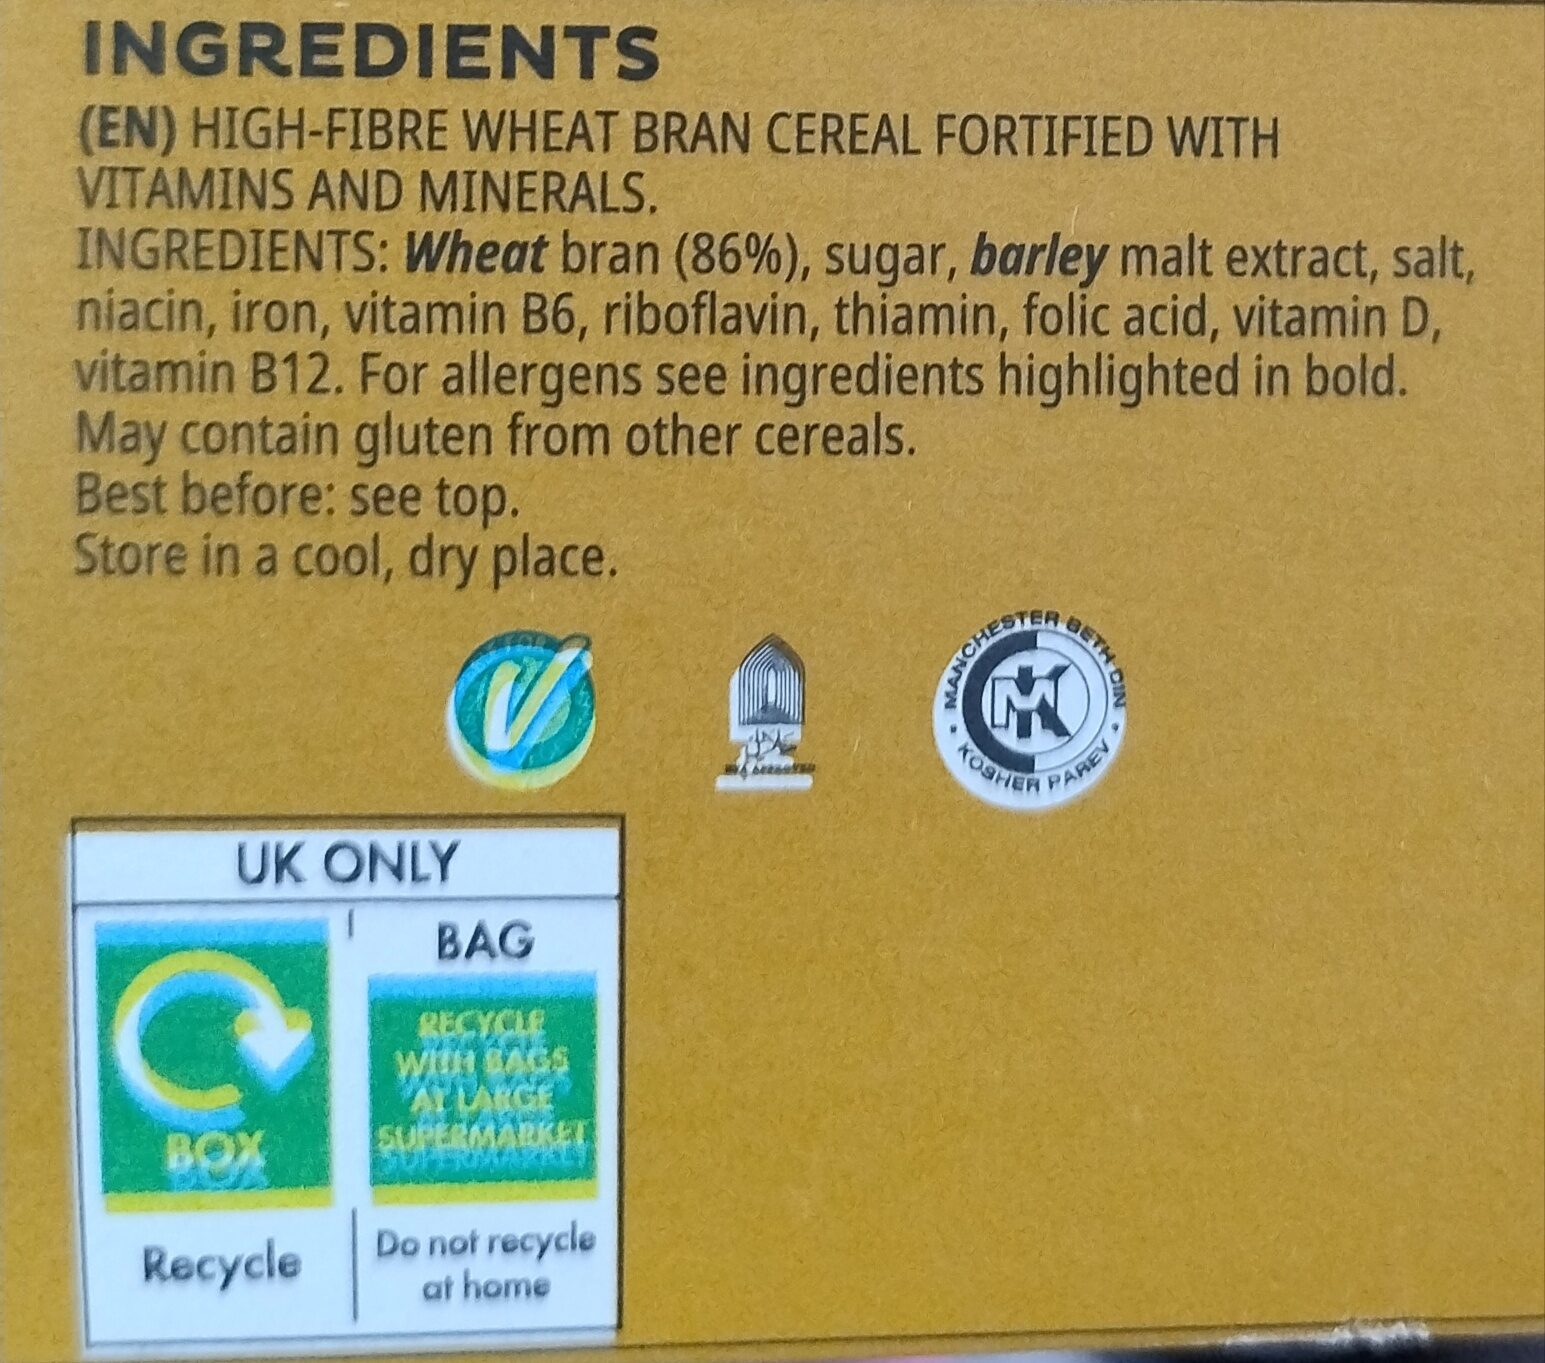 INGREDIENTS
(EN) HIGH-FIBRE WHEAT BRAN CEREAL FORTIFIED WITH
VITAMINS AND MINERALS.
INGREDIENTS: Wheat bran (86%), sugar, barley malt extract, salt,
niacin, iron, vitamin B6, riboflavin, thiamin, folic acid, vitamin D,
vitamin B12. For allergens see ingredients highlighted in bold.
May contain gluten from other cereals.
Best before: see top.
Store in a cool, dry place.
MANCHESTER BETH DIN
MK
• KOSHER PAREV •
UK ONLY
BOX
Recycle
BAG
RECYCLE
WITH BAGS
AT LARGE
SUPERMARKET
Do not recycle
at home